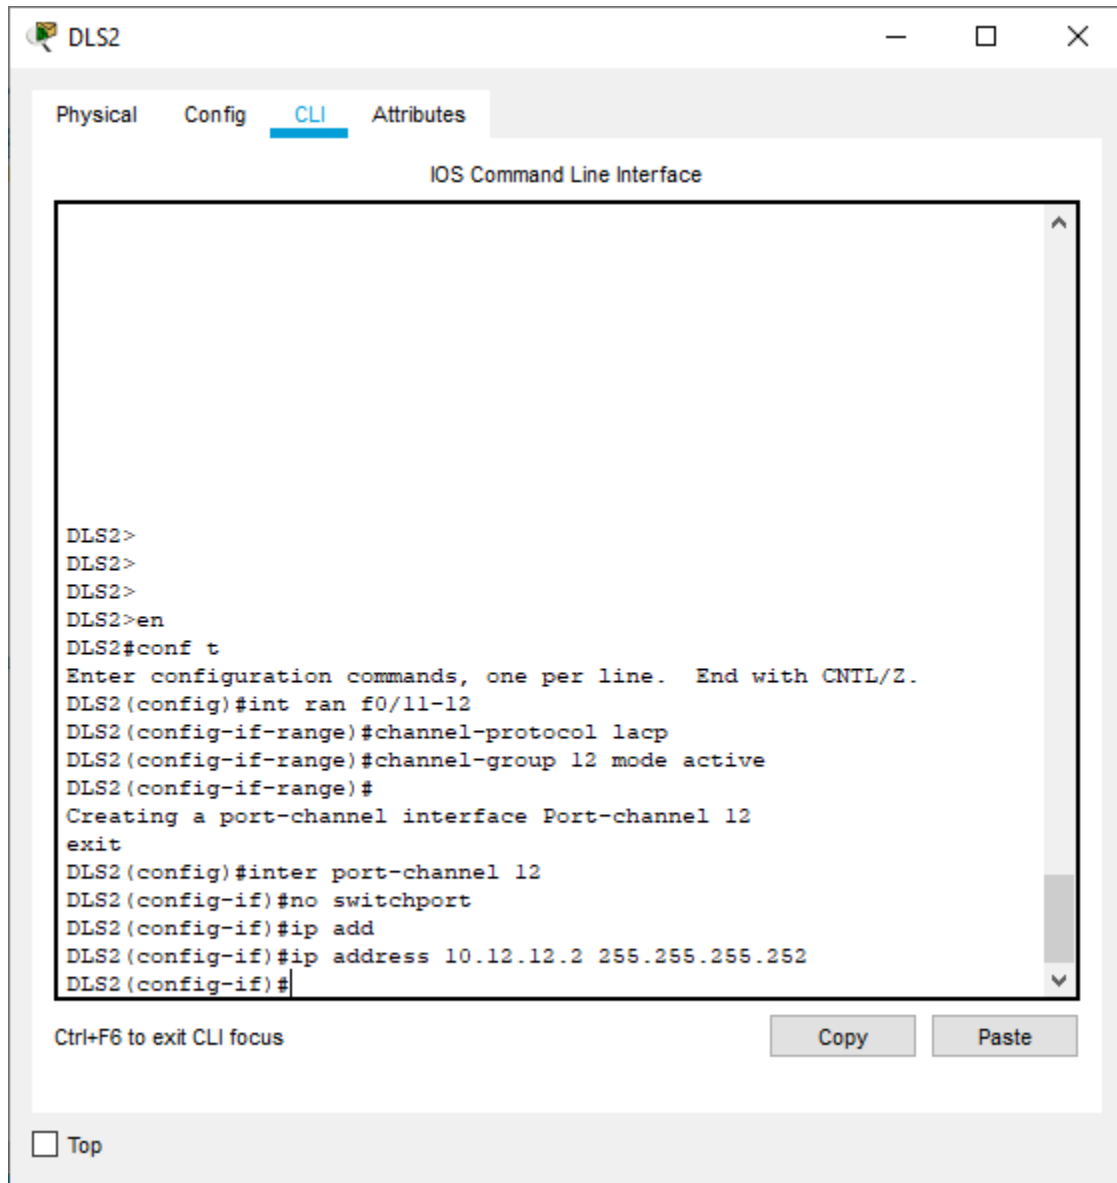 DLS2
Physical Config CLI Attributes
IOS Command Line Interface
DLS2>
DLS2>
DLS2>
DLS2>en
DLS2#conf t
Enter configuration commands, one per line.  End with CNTL/Z.
DLS2(config)#int ran f0/11-12
DLS2(config-if-range)#channel-protocol lacp
DLS2(config-if-range)#channel-group 12 mode active
DLS2(config-if-range)#
Creating a port-channel interface Port-channel 12
exit
DLS2(config)#inter port-channel 12
DLS2(config-if)#no switchport
DLS2(config-if)#ip add
DLS2(config-if)#ip address 10.12.12.2 255.255.255.252
DLS2(config-if)#
Ctrl+F6 to exit CLI focus
Copy Paste
Top